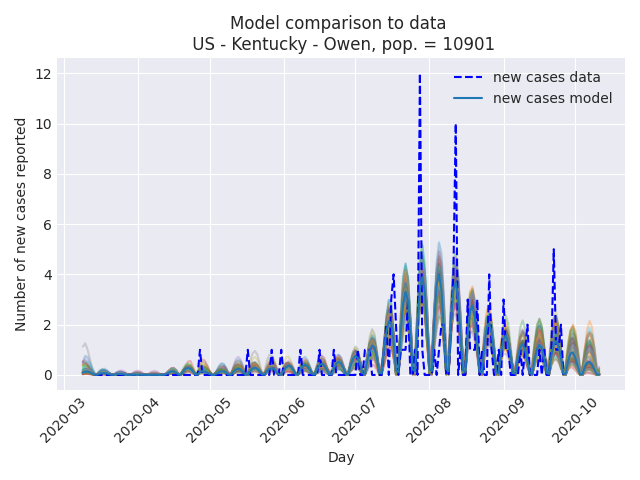 Model comparison to data
US - Kentucky - Owen, pop. = 10901
new cases data
new cases model
Number of new cases reported
12
10
8
6
4
2
0
2020-03
2020-04
2020-05
2020-06
2020-07
2020-08
2020-09
2020-10
Day